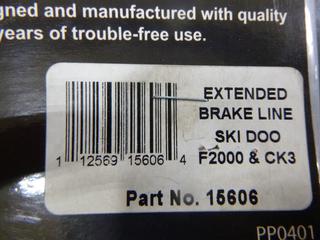 igned and manufactured with quality
years of trouble-free use.
EXTENDED
BRAKE LINE
SKI DOO
F2000 & CK3
1 12569 15606 4
Part No. 15606
PP0401